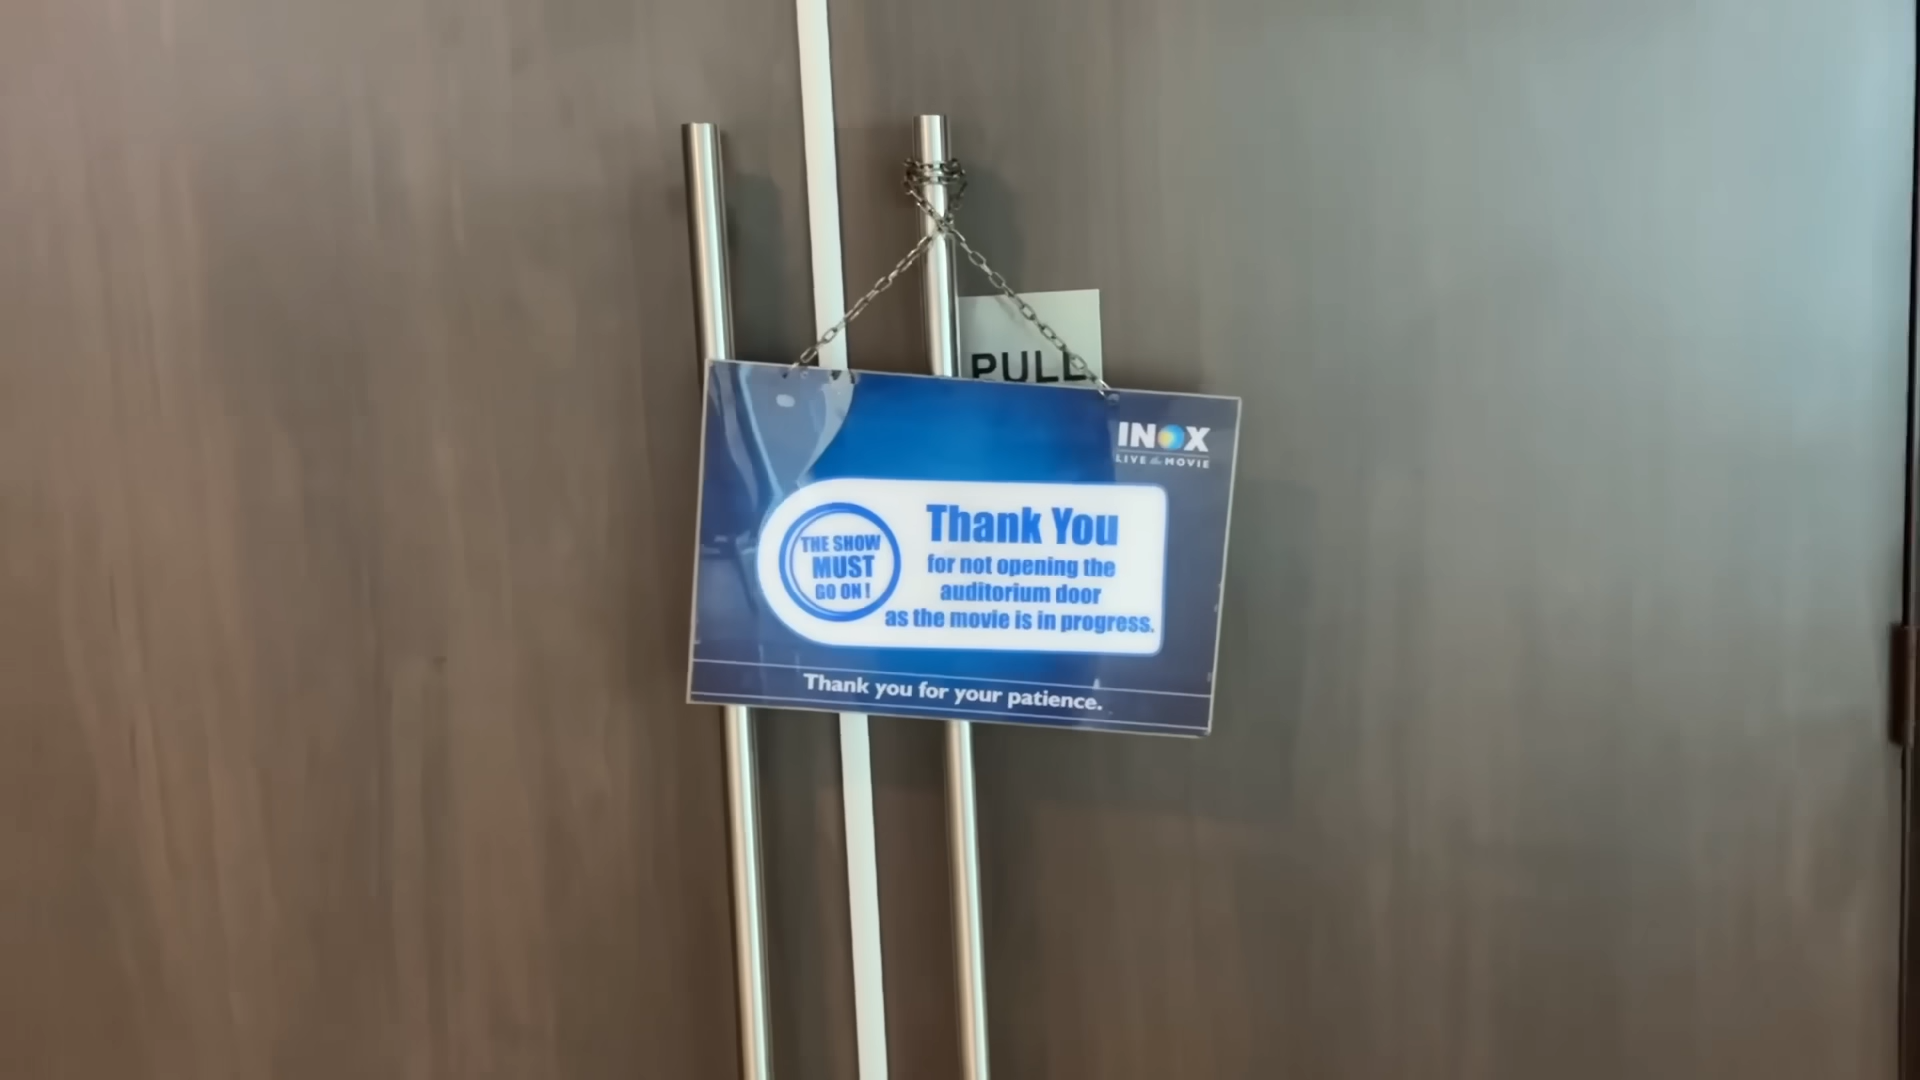 PULL
INOX
LIVE the MOVIE
THE SHOW
MUST
GO ON!
Thank You
for not opening the
auditorium door
as the movie is in progress.
Thank you for your patience.